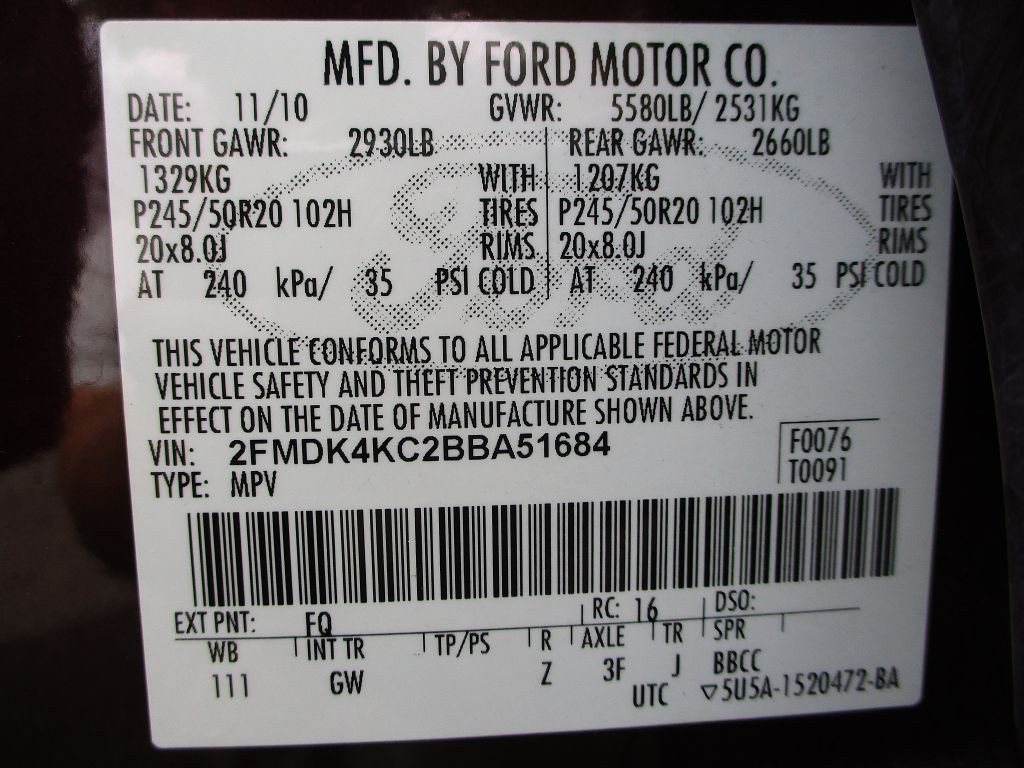 MFD. BY FORD MOTOR CO.
DATE: 11/10 GVWR: 5580LB/ 2531KG
FRONT GAWR: 2930LB REAR GAWR: 2660LB
1329KG WITH 1207KG WITH
P245/50R20 102H TIRES P245/50R20 102H TIRES
20x8.0J RIMS 20x8.0J RIMS
AT 240 kPa/ 35 PSI COLD AT 240 kPa/ 35 PSI COLD
Ford
THIS VEHICLE CONFORMS TO ALL APPLICABLE FEDERAL MOTOR
VEHICLE SAFETY AND THEFT PREVENTION STANDARDS IN
EFFECT ON THE DATE OF MANUFACTURE SHOWN ABOVE.
VIN: 2FMDK4KC2BBA51684 F0076
TYPE: MPV T0091
EXT PNT: FQ RC: 16 DSO:
WB INT TR TP/PS R AXLE TR SPR
111 GW Z 3F J BBCC
UTC ▽5U5A-1520472-BA